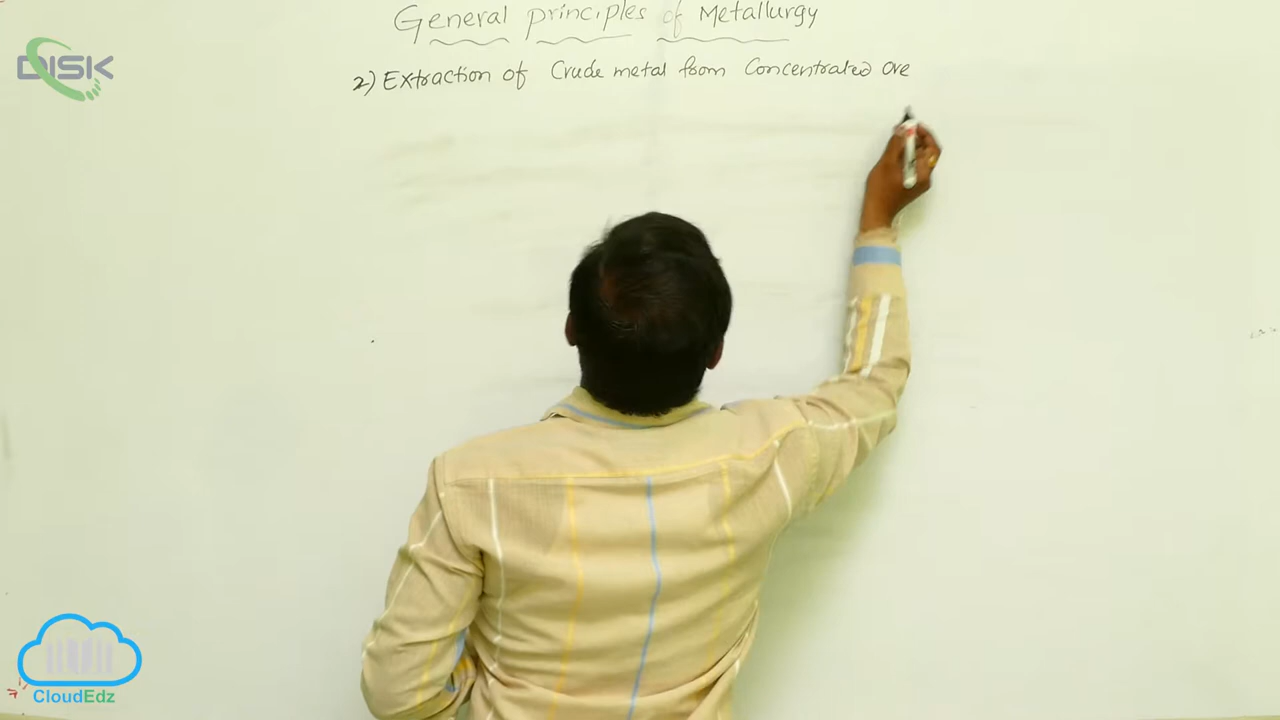 General principles of Metallurgy
DISK
2) Extraction of Crude metal from Concentrated Ore
CloudEdz